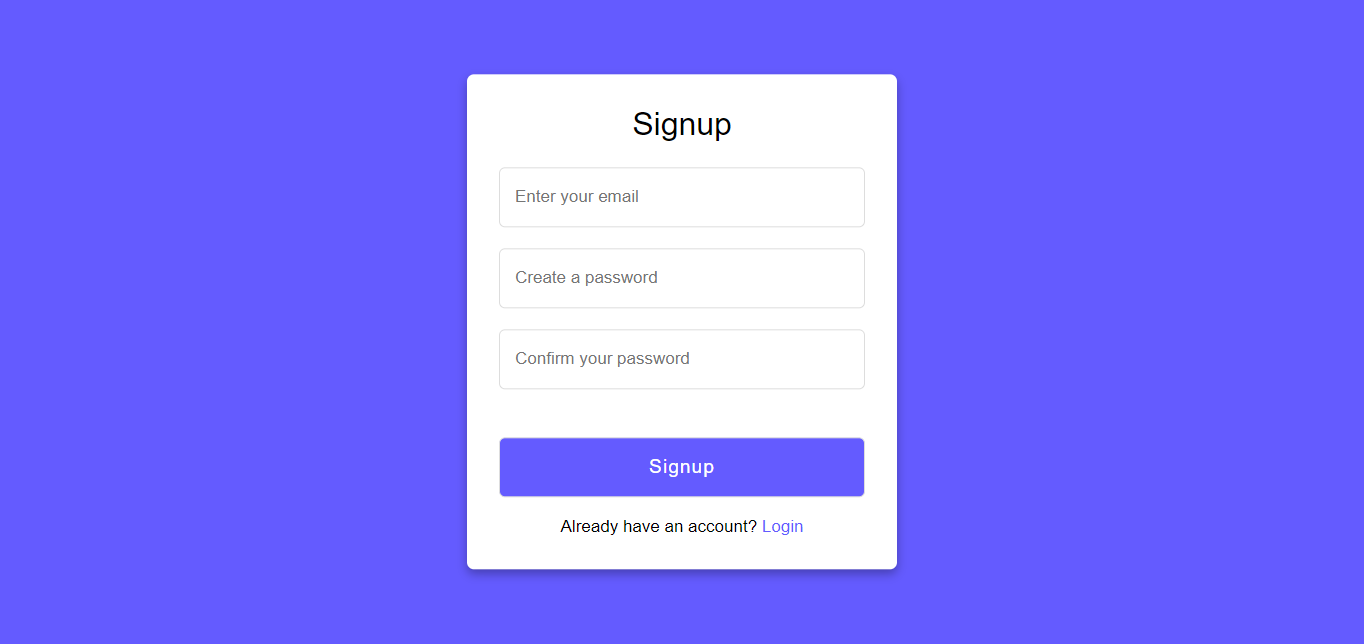 Signup
Enter your email
Create a password
Confirm your password
Signup
Already have an account? Login